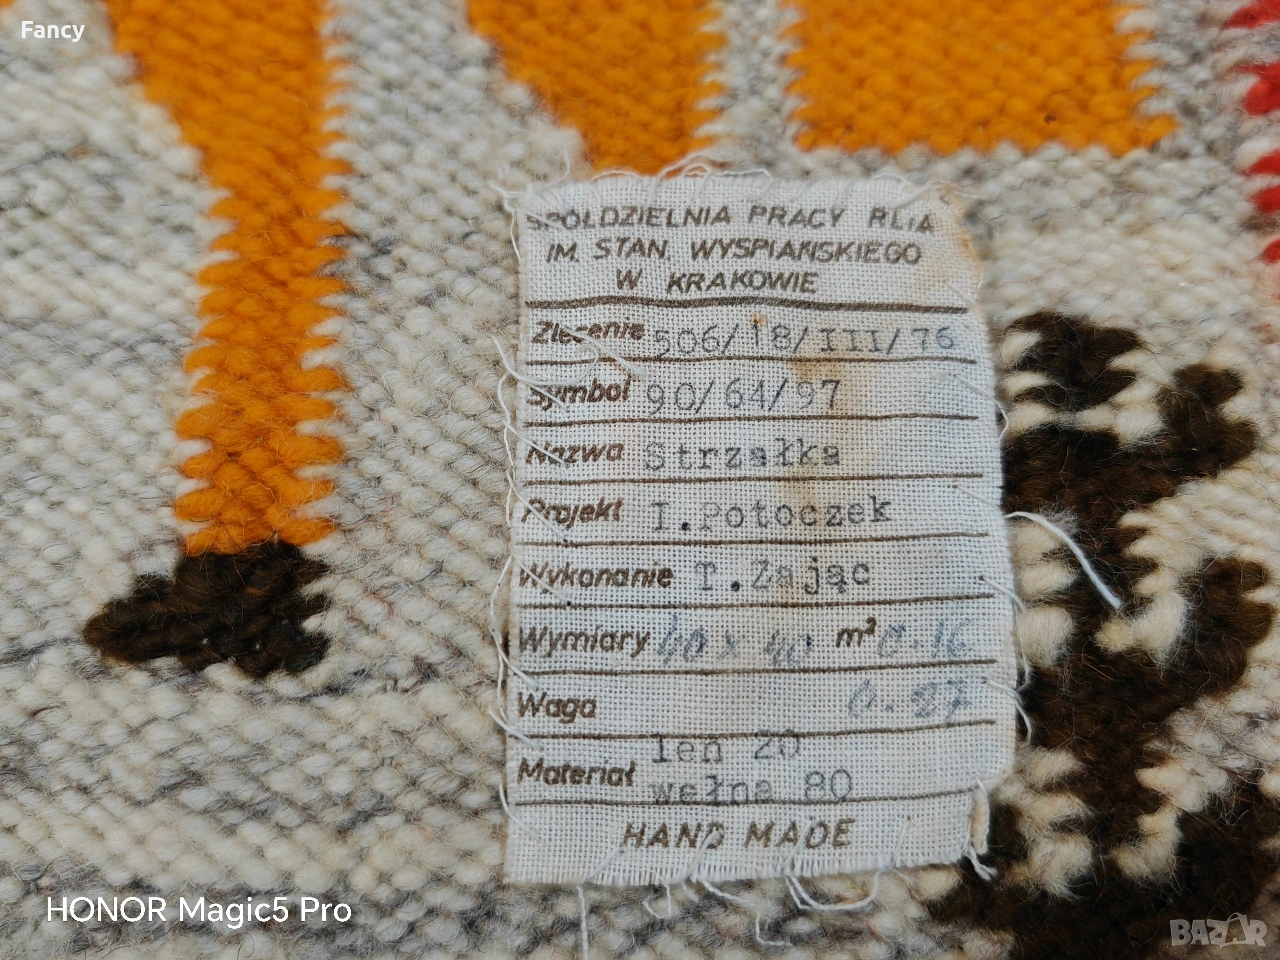 Fancy
SPÓŁDZIELNIA PRACY RLiA
IM. STAN. WYSPIAŃSKIEGO
W KRAKOWIE
Zlecenie 506/18/III/76
Symbol 90/64/97
Nazwa Strzałka
Projekt I.Potoczek
Wykonanie T.Zając
Wymiary 40 x 40 m² 0.16
Waga 0.27
Materiał len 20
wełna 80
HAND MADE
HONOR Magic5 Pro
BAZAR